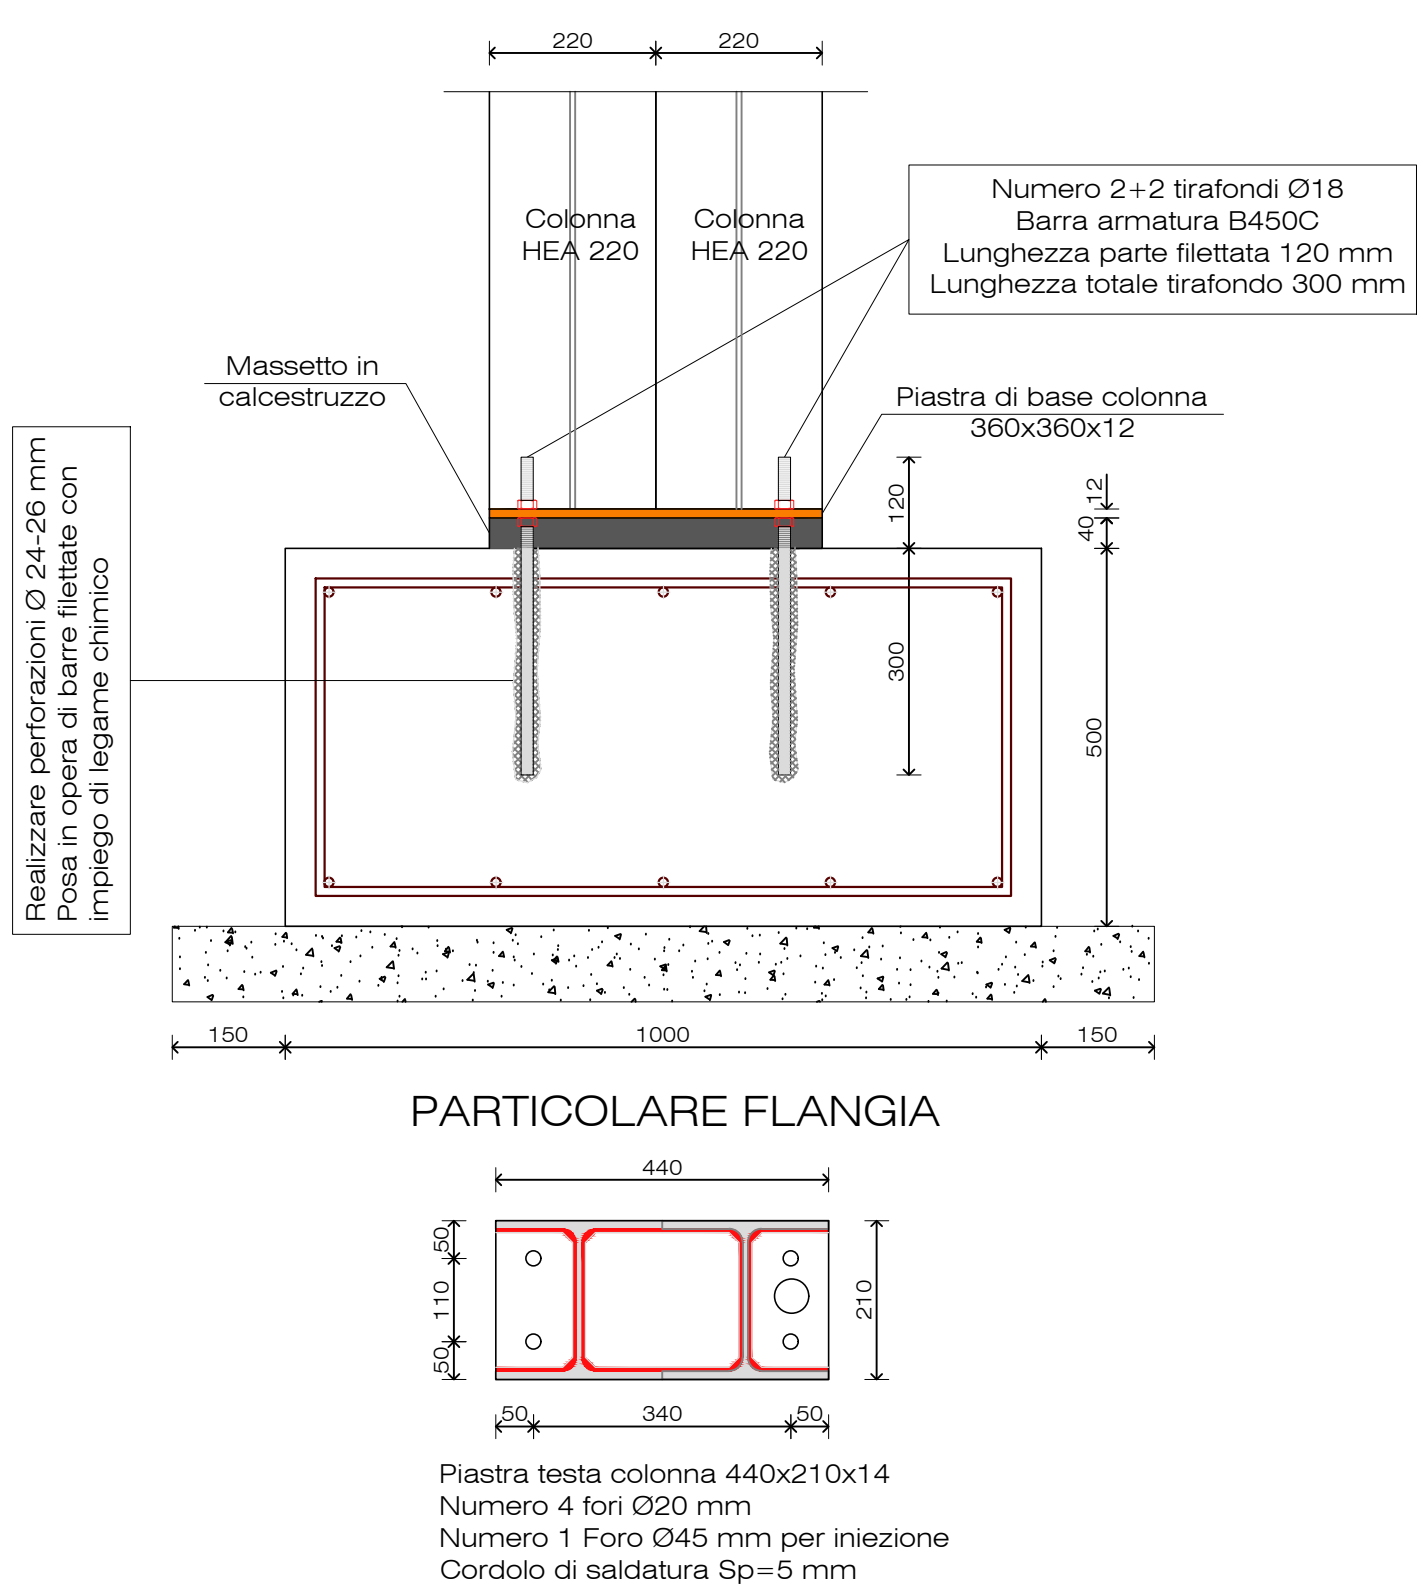 220
220
Colonna
HEA 220
Colonna
HEA 220
Numero 2+2 tirafondi Ø18
Barra armatura B450C
Lunghezza parte filettata 120 mm
Lunghezza totale tirafondo 300 mm
Massetto in
calcestruzzo
Piastra di base colonna
360x360x12
Realizzare perforazioni Ø 24-26 mm
Posa in opera di barre filettate con
impiego di legame chimico
120
12
40
300
500
150
1000
150
PARTICOLARE FLANGIA
440
50
110
50
210
50
340
50
Piastra testa colonna 440x210x14
Numero 4 fori Ø20 mm
Numero 1 Foro Ø45 mm per iniezione
Cordolo di saldatura Sp=5 mm